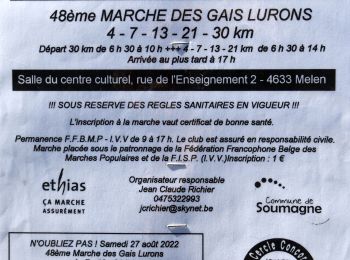 48ème MARCHE DES GAIS LURONS
4 - 7 - 13 - 21 - 30 km
Départ 30 km de 6 h 30 à 10 h +++ 4 - 7 - 13 - 21 km de 6 h 30 à 14 h
Arrivée au plus tard à 17 h
Salle du centre culturel, rue de l'Enseignement 2 - 4633 Melen
!!! SOUS RESERVE DES REGLES SANITAIRES EN VIGUEUR !!!
L'inscription à la marche vaut certificat de bonne santé.
Permanence F.F.B.M.P - I.V.V de 9 à 17 h. Le club est assuré en responsabilité civile.
Marche placée sous le patronage de la Fédération Francophone Belge des
Marches Populaires et de la F.I.S.P. (I.V.V.)Inscription : 1 €
ethias
ÇA MARCHE
ASSURÉMENT
Organisateur responsable
Jean Claude Richier
0475322993
jcrichier@skynet.be
Commune de
Soumagne
N'OUBLIEZ PAS ! Samedi 27 août 2022
48ème Marche des Gais Lurons
Cercle Concor